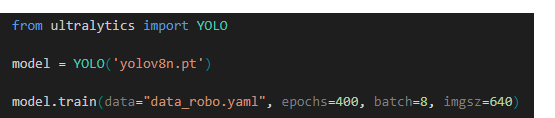 from ultralytics import YOLO
model = YOLO('yolov8n.pt')
model.train(data="data_robo.yaml", epochs=400, batch=8, imgsz=640)